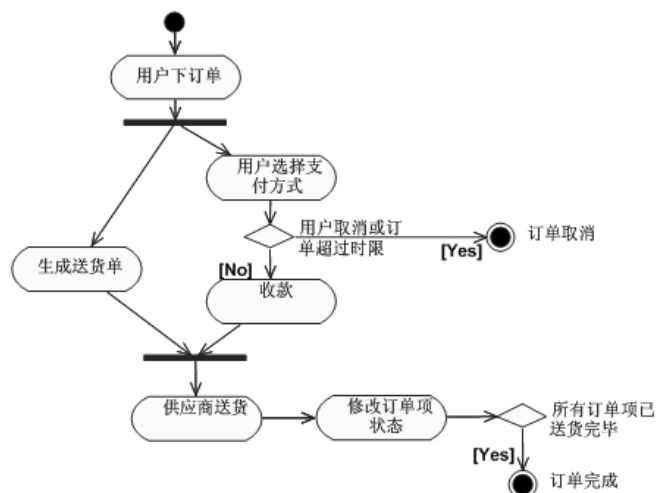 用户下订单
用户选择支
付方式
用户取消或订
单超过时限
[Yes]
订单取消
生成送货单
[No]
收款
供应商送货
修改订单项
状态
所有订单项已
送货完毕
[Yes]
订单完成